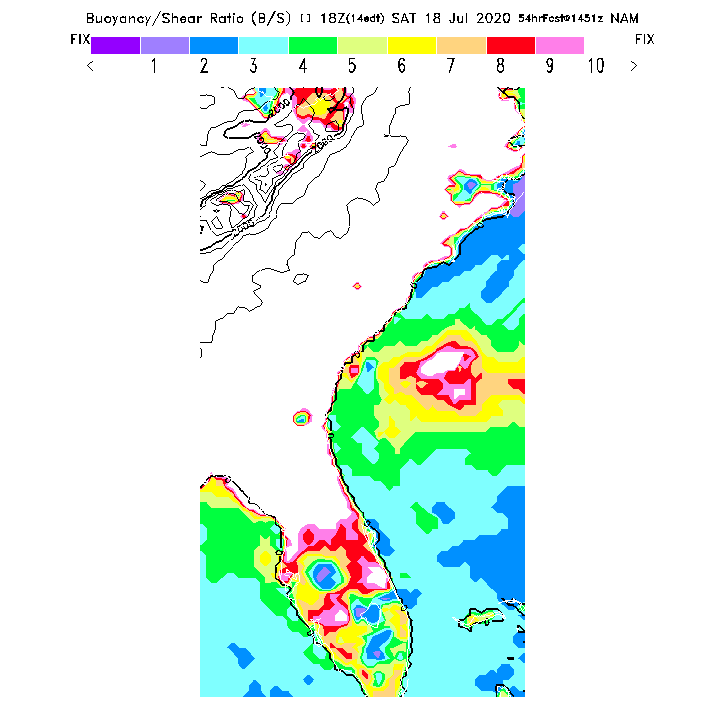 Buoyancy/Shear Ratio (B/S) [] 18Z(14edt) SAT 18 Jul 2020 54hrFcst@1451z NAM
FIX FIX
< 1 2 3 4 5 6 7 8 9 10 >